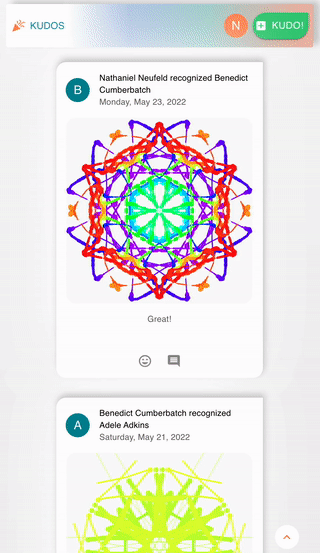 KUDOS
N
KUDO!
B
Nathaniel Neufeld recognized Benedict
Cumberbatch
Monday, May 23, 2022
Great!
A
Benedict Cumberbatch recognized
Adele Adkins
Saturday, May 21, 2022